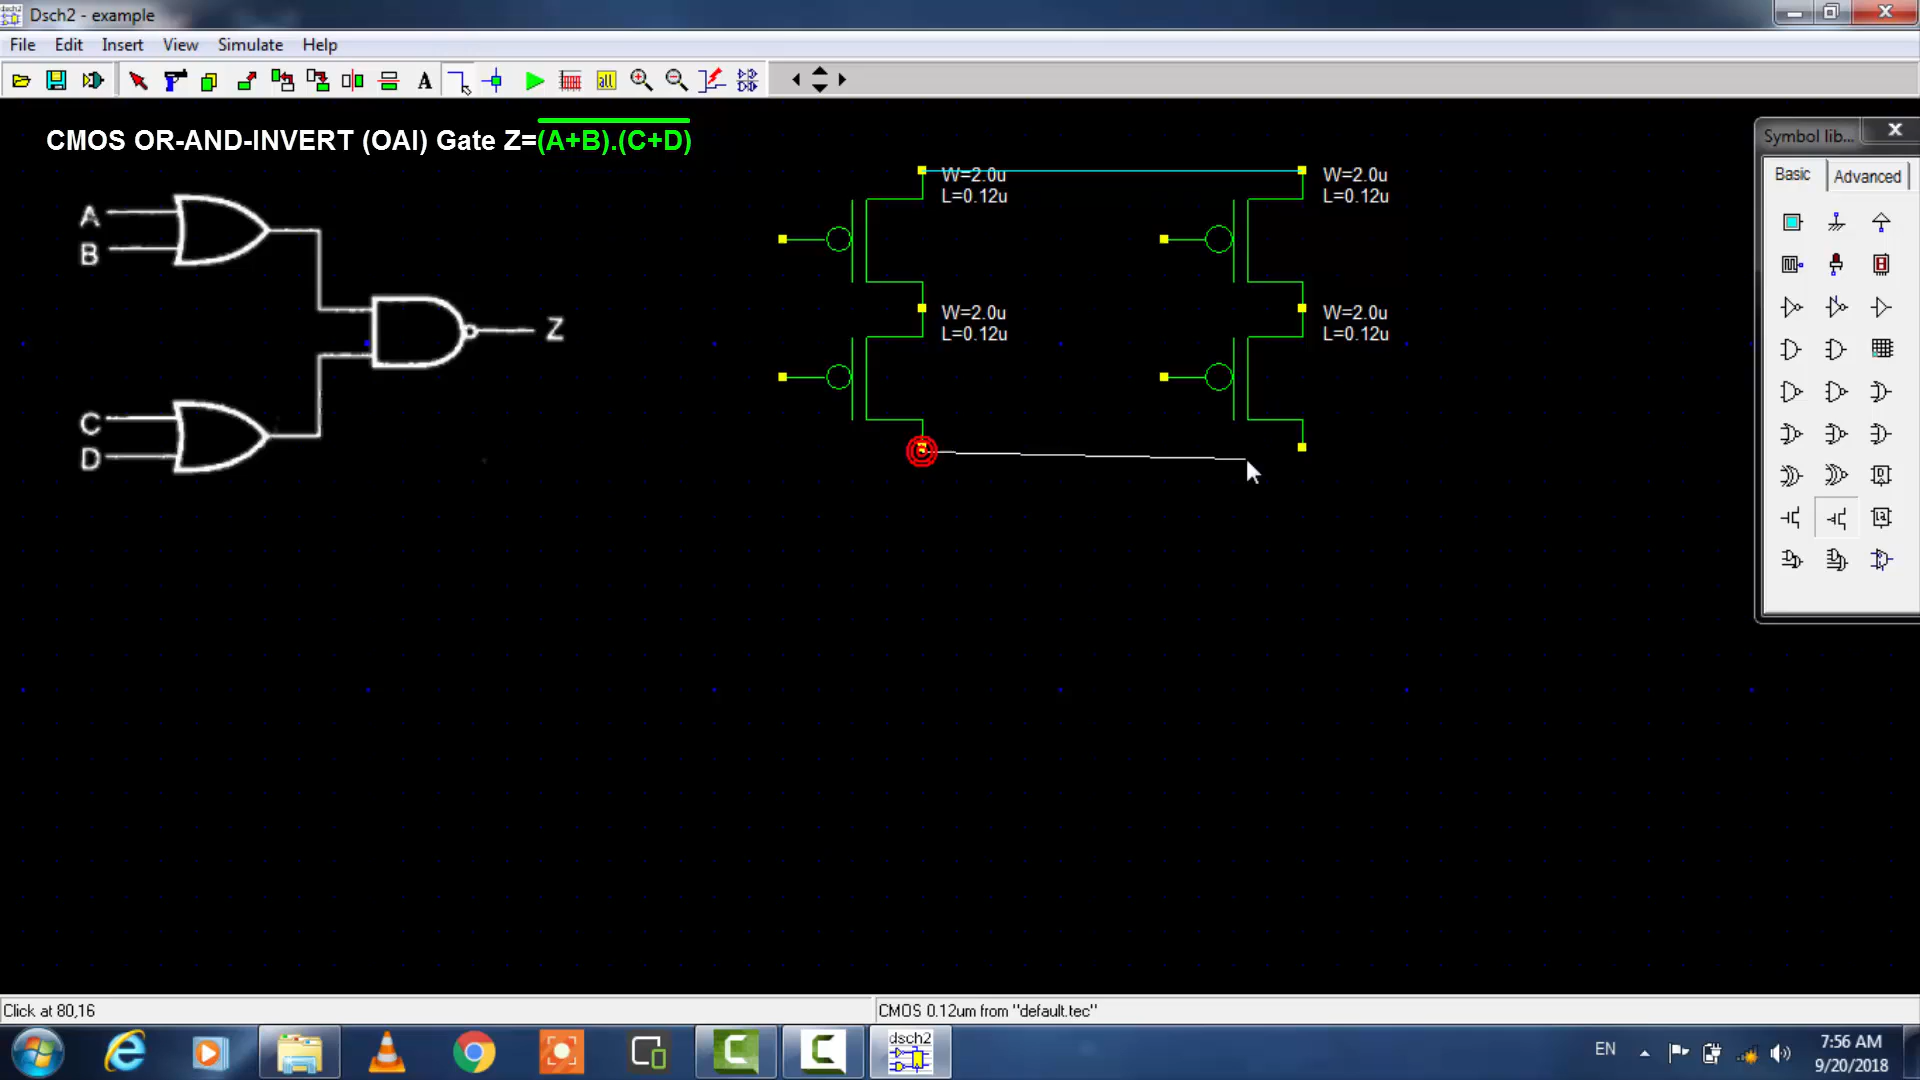 Dsch2 - example
File Edit Insert View Simulate Help
A
all
CMOS OR-AND-INVERT (OAI) Gate Z=(A+B).(C+D)
A
B
C
D
Z
W=2.0u
L=0.12u
W=2.0u
L=0.12u
W=2.0u
L=0.12u
W=2.0u
L=0.12u
Symbol lib...
Basic Advanced
Click at 80,16
CMOS 0.12um from "default.tec"
dsch2
EN
7:56 AM
9/20/2018